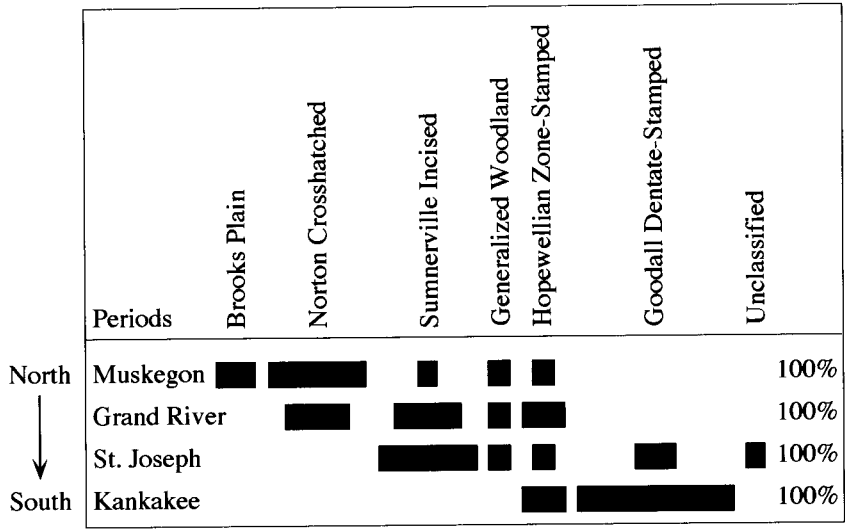 Brooks Plain
Norton Crosshatched
Sumnerville Incised
Generalized Woodland
Hopewellian Zone-Stamped
Goodall Dentate-Stamped
Unclassified
Periods
North Muskegon 100%
Grand River 100%
St. Joseph 100%
South Kankakee 100%